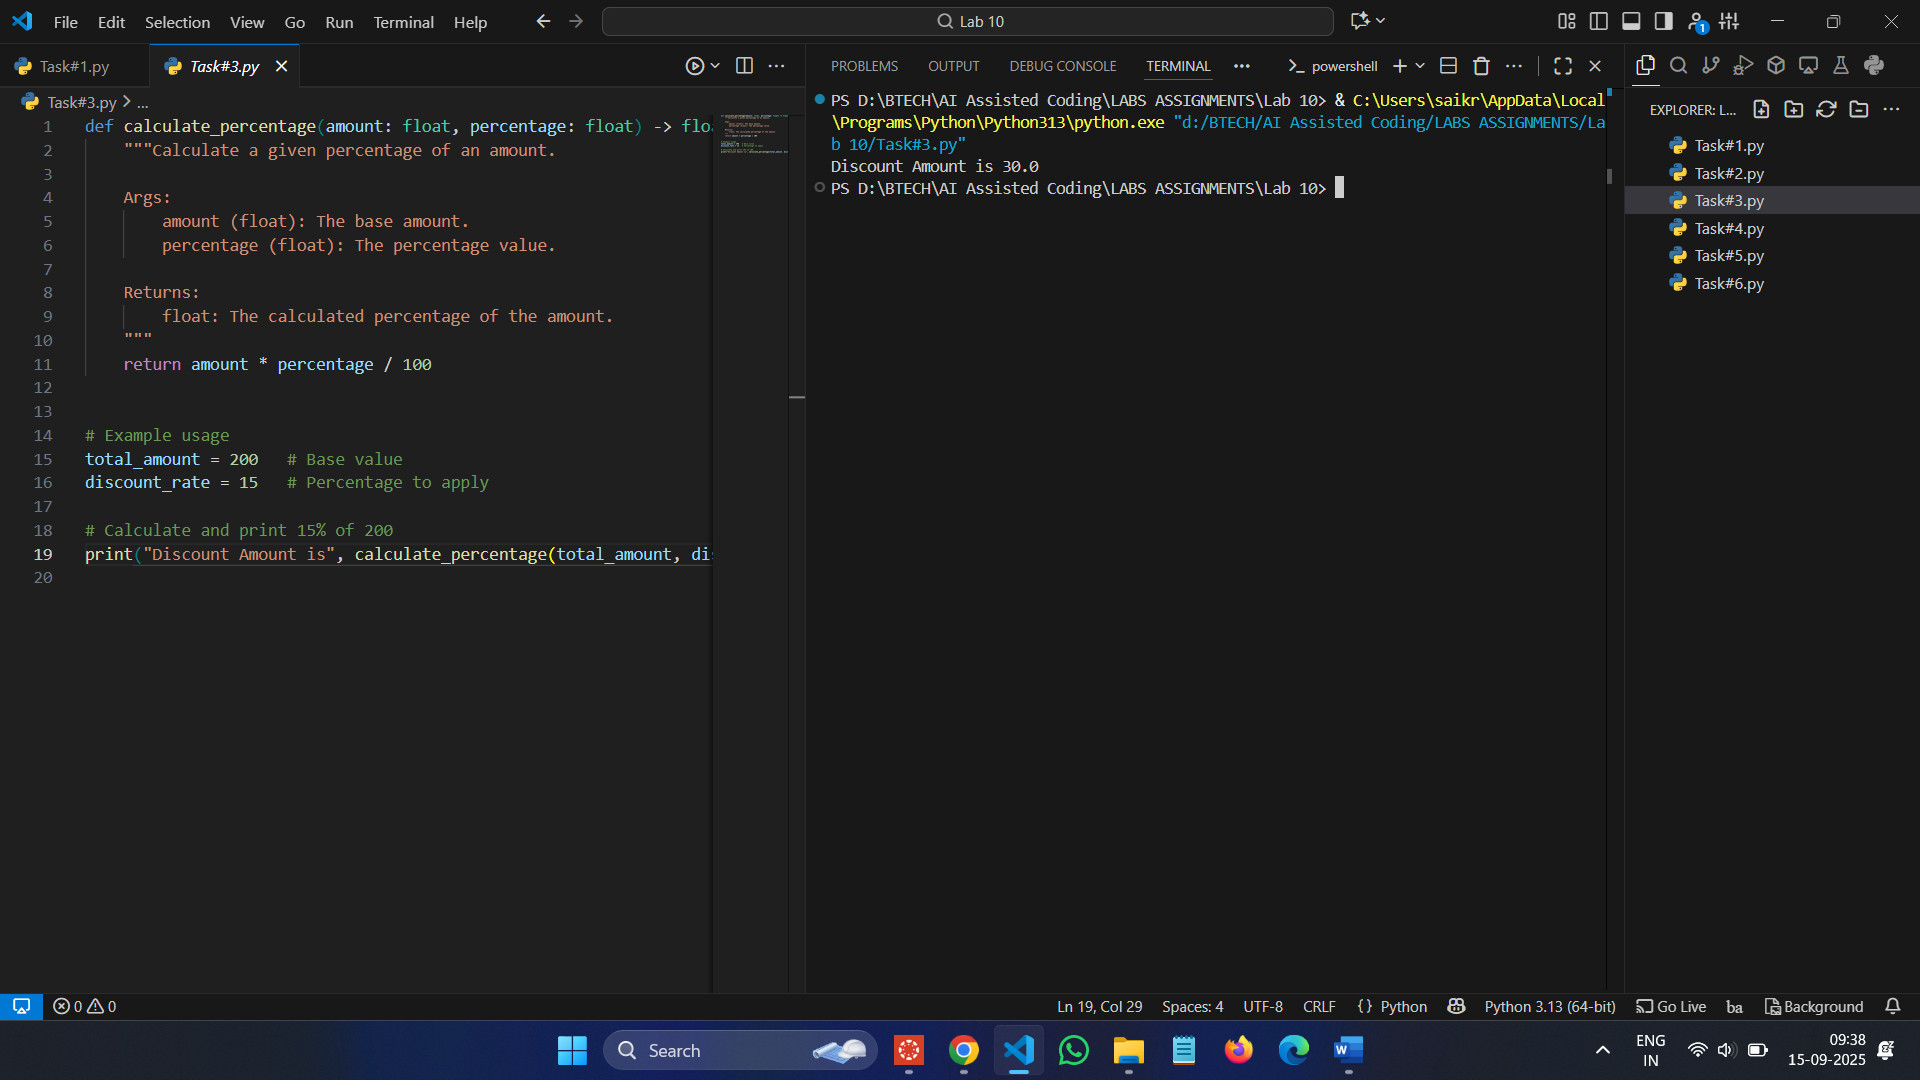 File Edit Selection View Go Run Terminal Help
Lab 10
1
Task#1.py
Task#3.py
Task#3.py > ...
1 def calculate_percentage(amount: float, percentage: float) -> floa
2 """Calculate a given percentage of an amount.
3
4 Args:
5 amount (float): The base amount.
6 percentage (float): The percentage value.
7
8 Returns:
9 float: The calculated percentage of the amount.
10 """
11 return amount * percentage / 100
12
13
14 # Example usage
15 total_amount = 200 # Base value
16 discount_rate = 15 # Percentage to apply
17
18 # Calculate and print 15% of 200
19 print("Discount Amount is", calculate_percentage(total_amount, dis
20
PROBLEMS OUTPUT DEBUG CONSOLE TERMINAL ... powershell
PS D:\BTECH\AI Assisted Coding\LABS ASSIGNMENTS\Lab 10> & C:\Users\saikr\AppData\Local
\Programs\Python\Python313\python.exe "d:/BTECH/AI Assisted Coding/LABS ASSIGNMENTS/La
b 10/Task#3.py"
Discount Amount is 30.0
PS D:\BTECH\AI Assisted Coding\LABS ASSIGNMENTS\Lab 10>
EXPLORER: L...
Task#1.py
Task#2.py
Task#3.py
Task#4.py
Task#5.py
Task#6.py
0 0
Ln 19, Col 29 Spaces: 4 UTF-8 CRLF {} Python Python 3.13 (64-bit) Go Live ba Background
Search
ENG
IN
09:38
15-09-2025